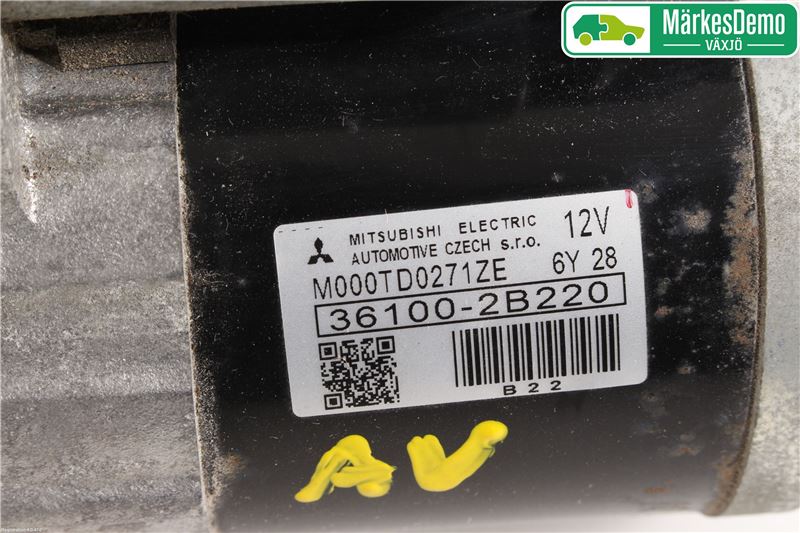 MärkesDemo
VÄXJÖ
MITSUBISHI ELECTRIC 12V
AUTOMOTIVE CZECH s.r.o.
M000TD0271ZE 6Y 28
36100-2B220
B22
AV